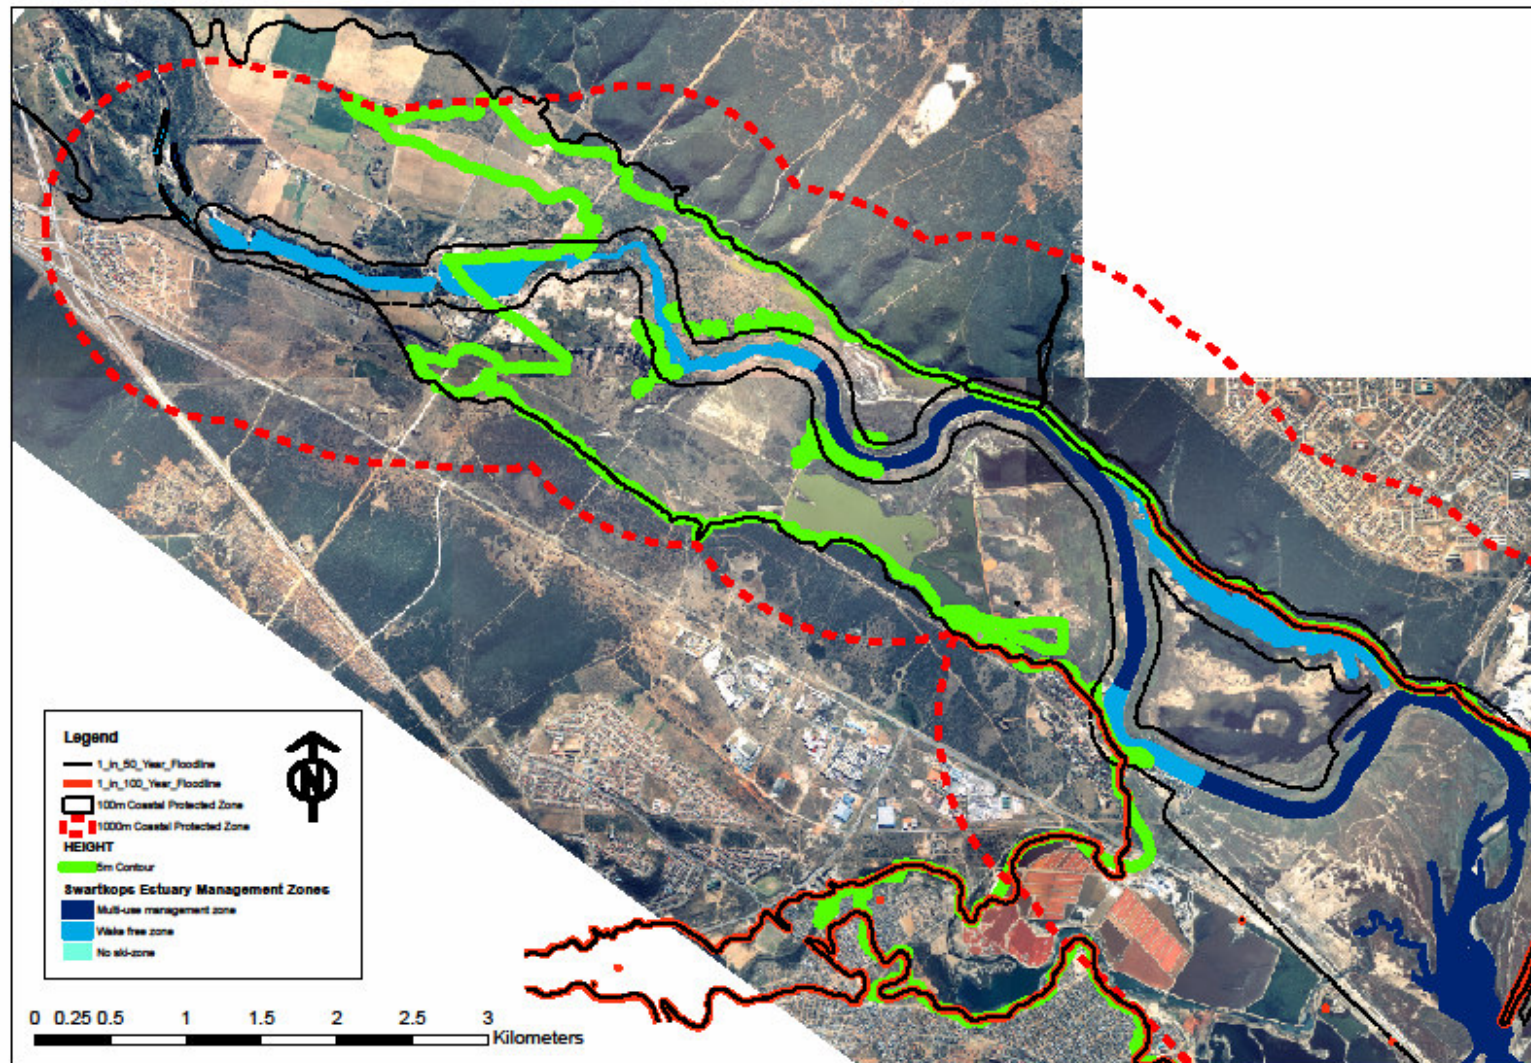 Legend
1_in_50_Year_Floodline
1_in_100_Year_Floodline
100m Coastal Protected Zone
1000m Coastal Protected Zone
HEIGHT
5m Contour
Swartkops Estuary Management Zones
Multi-use management zone
Wake free zone
No ski-zone
N
0 0.25 0.5 1 1.5 2 2.5 3
Kilometers